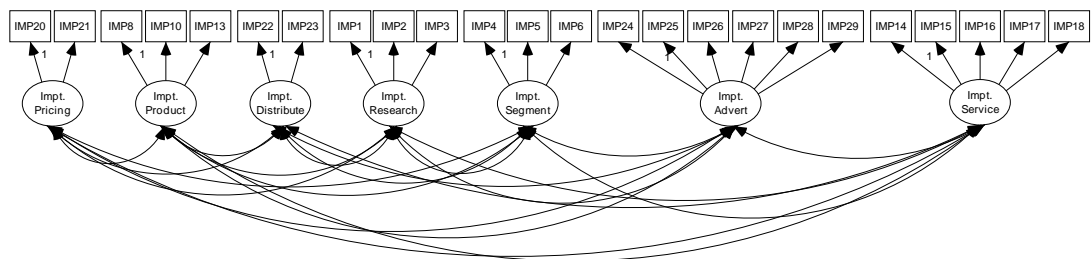 IMP20 IMP21 IMP8 IMP10 IMP13 IMP22 IMP23 IMP1 IMP2 IMP3 IMP4 IMP5 IMP6 IMP24 IMP25 IMP26 IMP27 IMP28 IMP29 IMP14 IMP15 IMP16 IMP17 IMP18
1 1 1 1 1 1 1
Impt.
Pricing
Impt.
Product
Impt.
Distribute
Impt.
Research
Impt.
Segment
Impt.
Advert
Impt.
Service